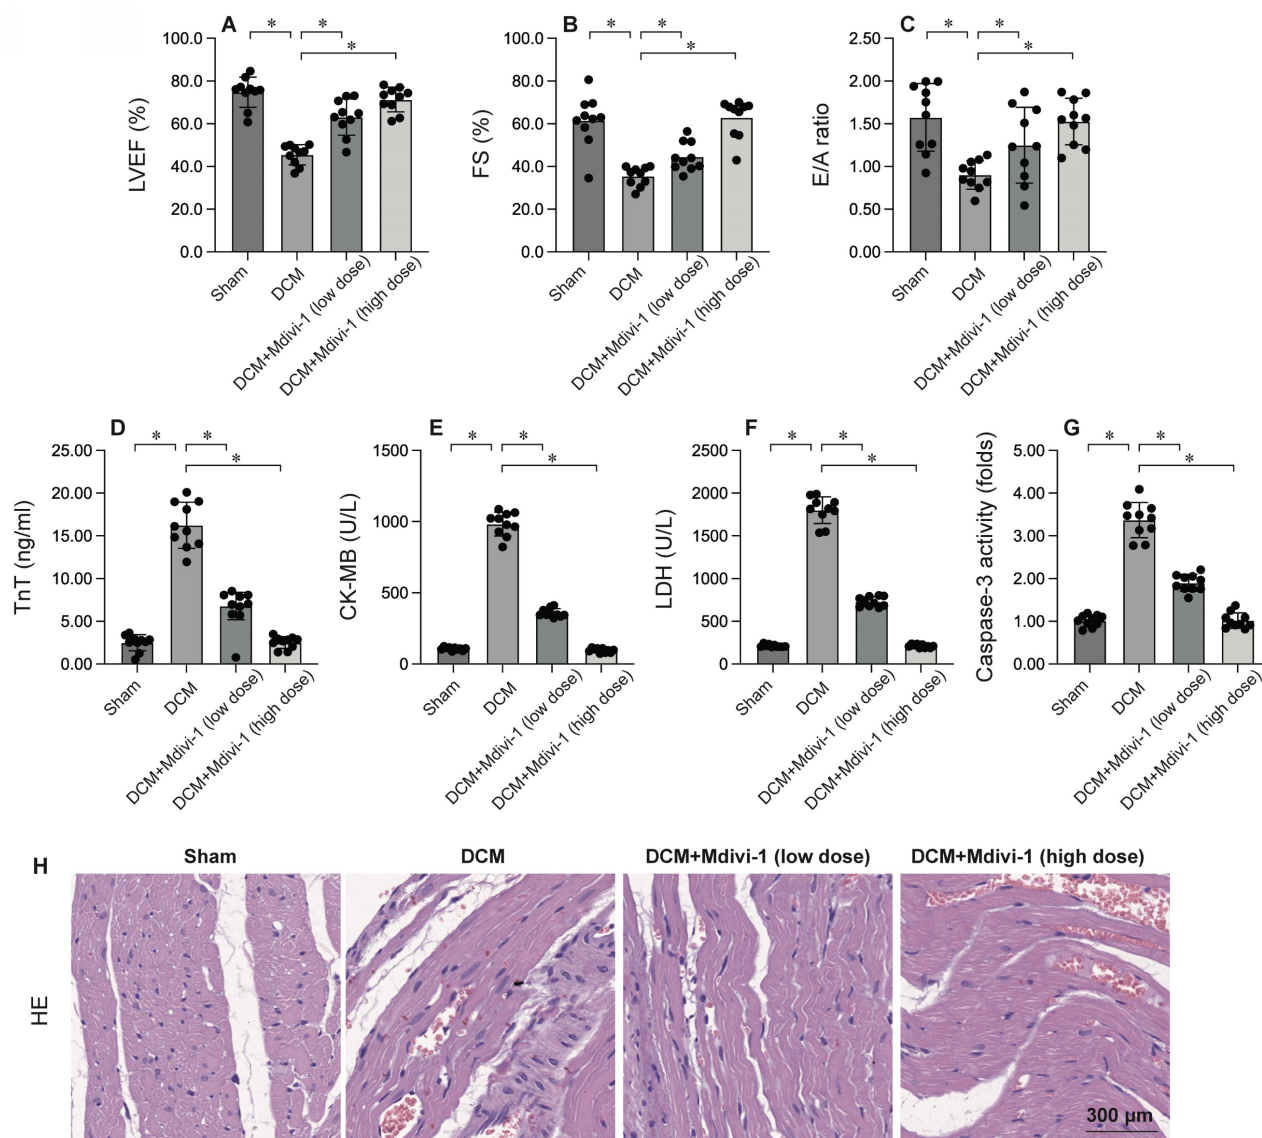 A
* *
*
LVEF (%)
100.0
80.0
60.0
40.0
20.0
0.0
Sham
DCM
DCM+Mdivi-1 (low dose)
DCM+Mdivi-1 (high dose)
B
* *
*
FS (%)
100.0
80.0
60.0
40.0
20.0
0.0
Sham
DCM
DCM+Mdivi-1 (low dose)
DCM+Mdivi-1 (high dose)
C
* *
*
E/A ratio
2.50
2.00
1.50
1.00
0.50
0.00
Sham
DCM
DCM+Mdivi-1 (low dose)
DCM+Mdivi-1 (high dose)
D
* *
*
TnT (ng/ml)
25.00
20.00
15.00
10.00
5.00
0.00
Sham
DCM
DCM+Mdivi-1 (low dose)
DCM+Mdivi-1 (high dose)
E
* *
*
CK-MB (U/L)
1500
1000
500
0
Sham
DCM
DCM+Mdivi-1 (low dose)
DCM+Mdivi-1 (high dose)
F
* *
*
LDH (U/L)
2500
2000
1500
1000
500
0
Sham
DCM
DCM+Mdivi-1 (low dose)
DCM+Mdivi-1 (high dose)
G
* *
*
Caspase-3 activity (folds)
5.00
4.00
3.00
2.00
1.00
0.00
Sham
DCM
DCM+Mdivi-1 (low dose)
DCM+Mdivi-1 (high dose)
H
Sham
DCM
DCM+Mdivi-1 (low dose)
DCM+Mdivi-1 (high dose)
HE
300 μm